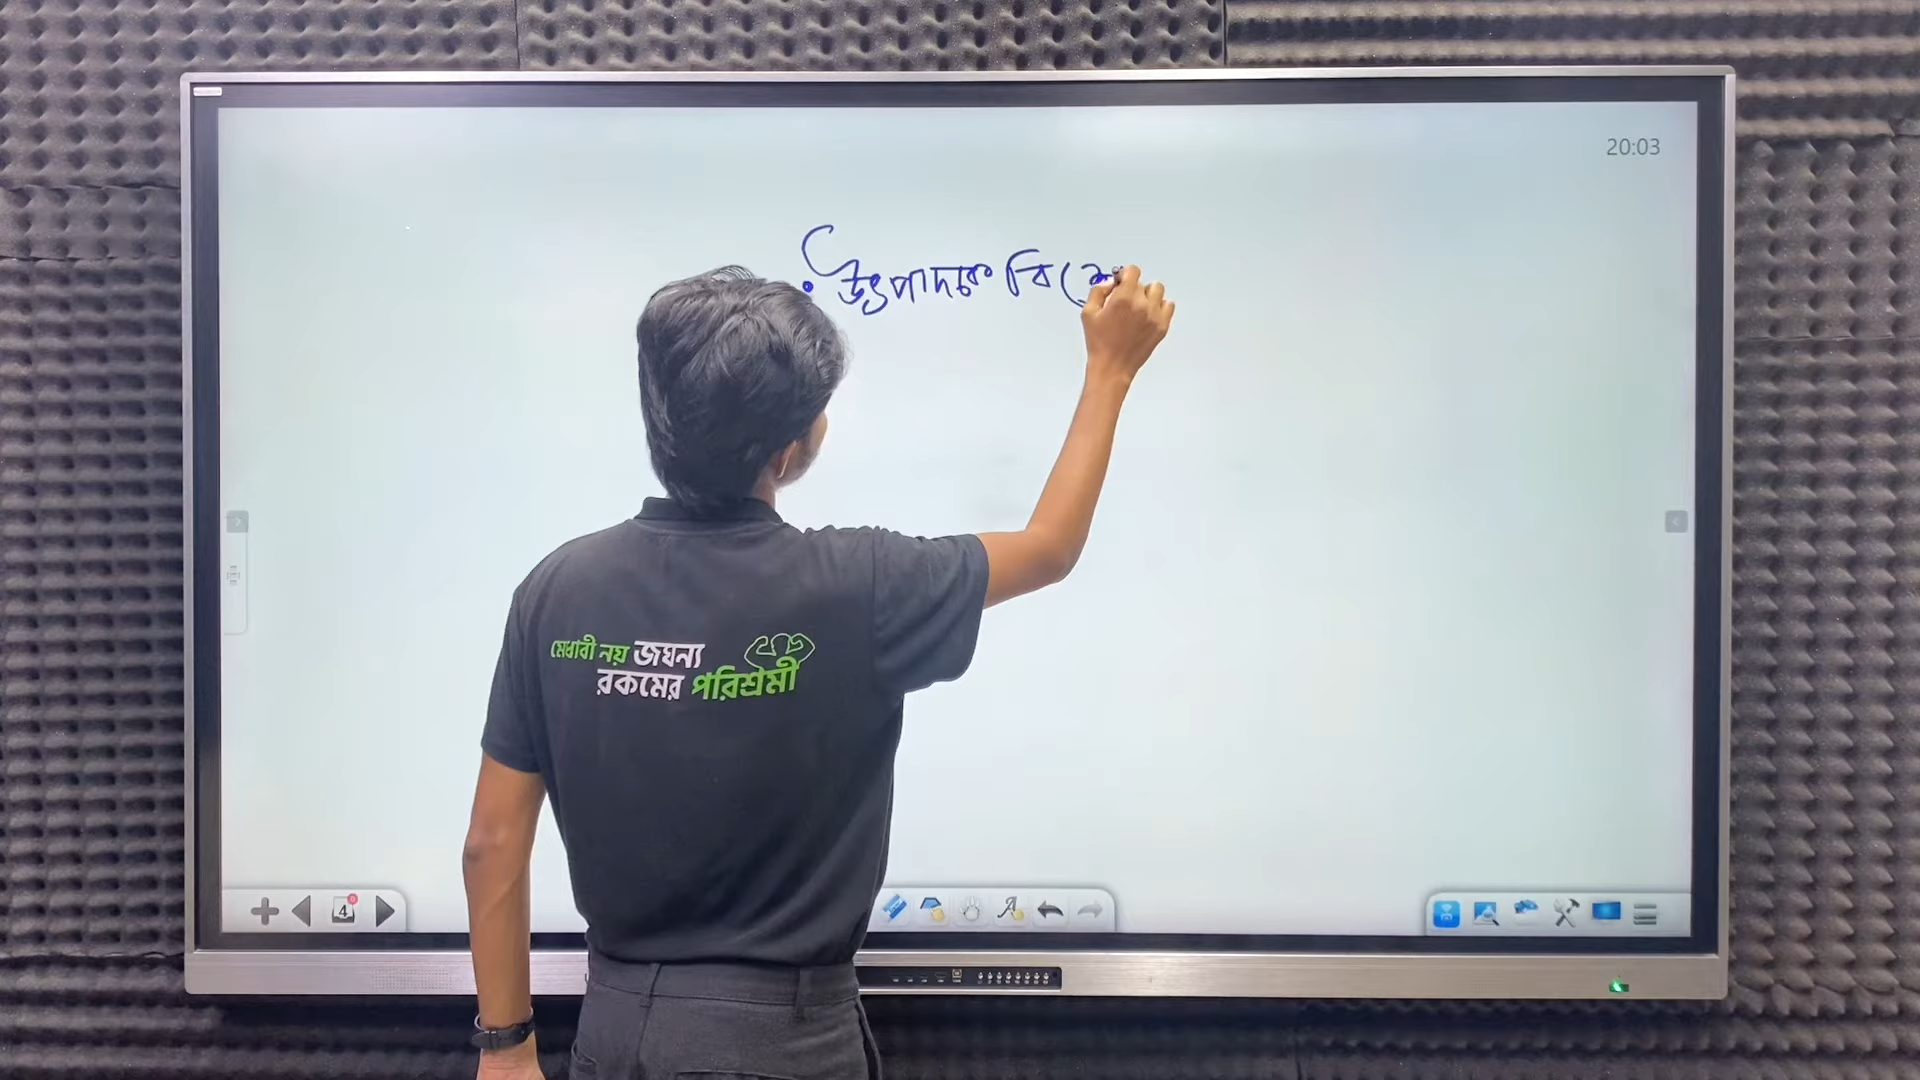 20:03
উৎপাদক বিশে
মেধাবী নয় জঘন্য
রকমের পরিশ্রমী
4